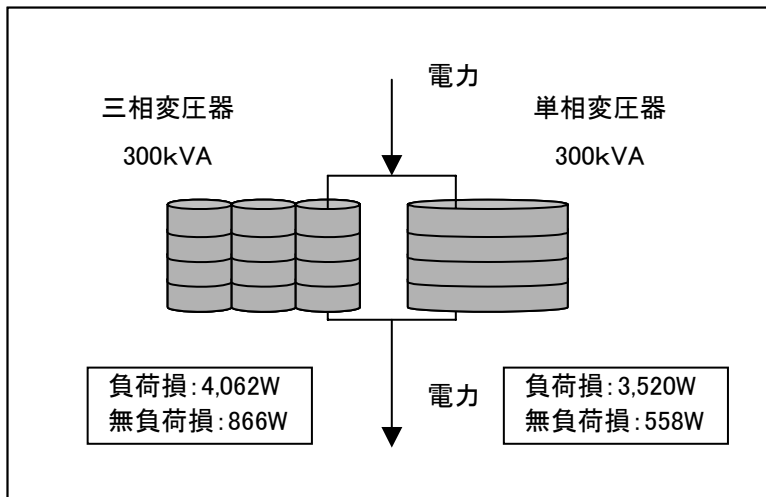 電力
三相変圧器
300kVA
単相変圧器
300kVA
負荷損:4,062W
無負荷損:866W
電力
負荷損:3,520W
無負荷損:558W